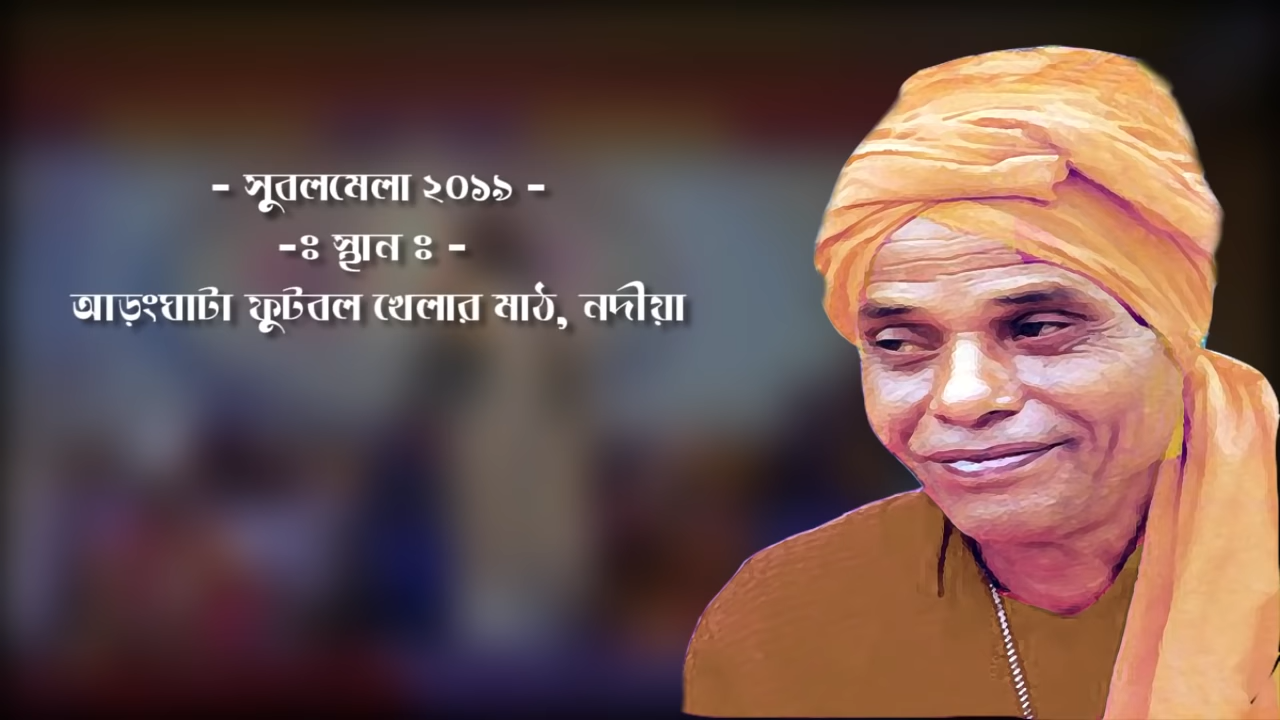 - সুবলমেলা ২০১৯ -
-ঃ স্থান ঃ -
আড়ংঘাটা ফুটবল খেলার মাঠ, নদীয়া